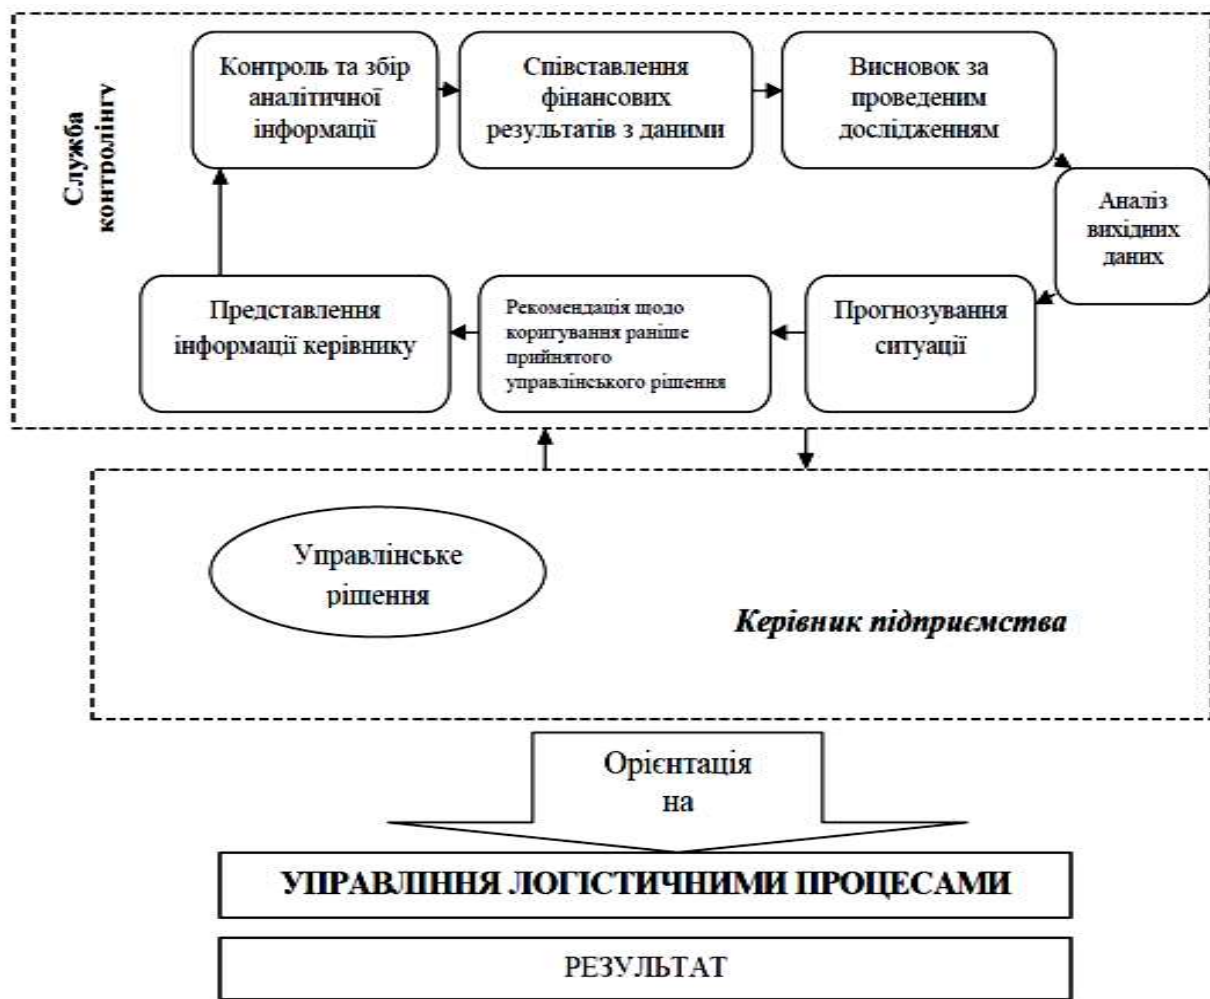 Служба
контролінгу
Контроль та збір
аналітичної
інформації
Співставлення
фінансових
результатів з даними
Висновок за
проведеним
дослідженням
Аналіз
вихідних
даних
Представлення
інформації керівнику
Рекомендація щодо
коригування раніше
прийнятого
управлінського рішення
Прогнозування
ситуації
Управлінське
рішення
Керівник підприємства
Орієнтація
на
УПРАВЛІННЯ ЛОГІСТИЧНИМИ ПРОЦЕСАМИ
РЕЗУЛЬТАТ